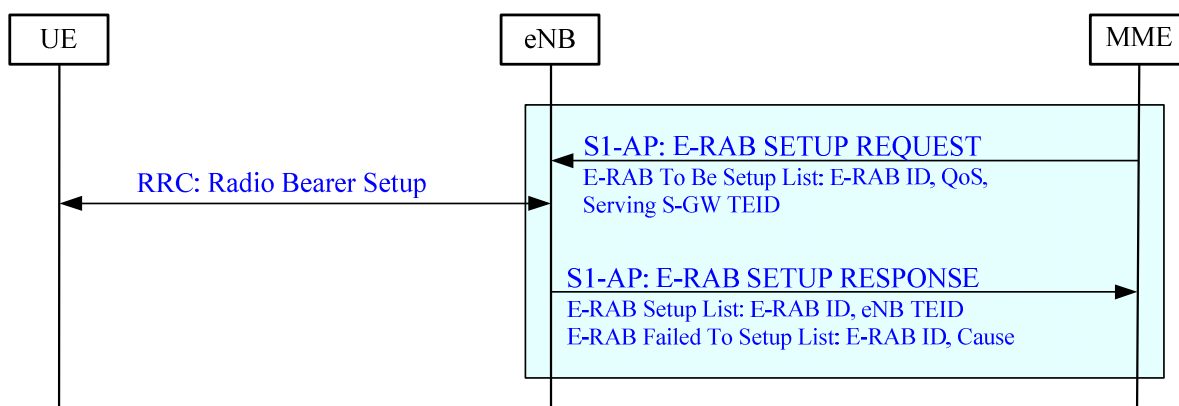 UE
eNB
MME
S1-AP: E-RAB SETUP REQUEST
E-RAB To Be Setup List: E-RAB ID, QoS,
Serving S-GW TEID
RRC: Radio Bearer Setup
S1-AP: E-RAB SETUP RESPONSE
E-RAB Setup List: E-RAB ID, eNB TEID
E-RAB Failed To Setup List: E-RAB ID, Cause